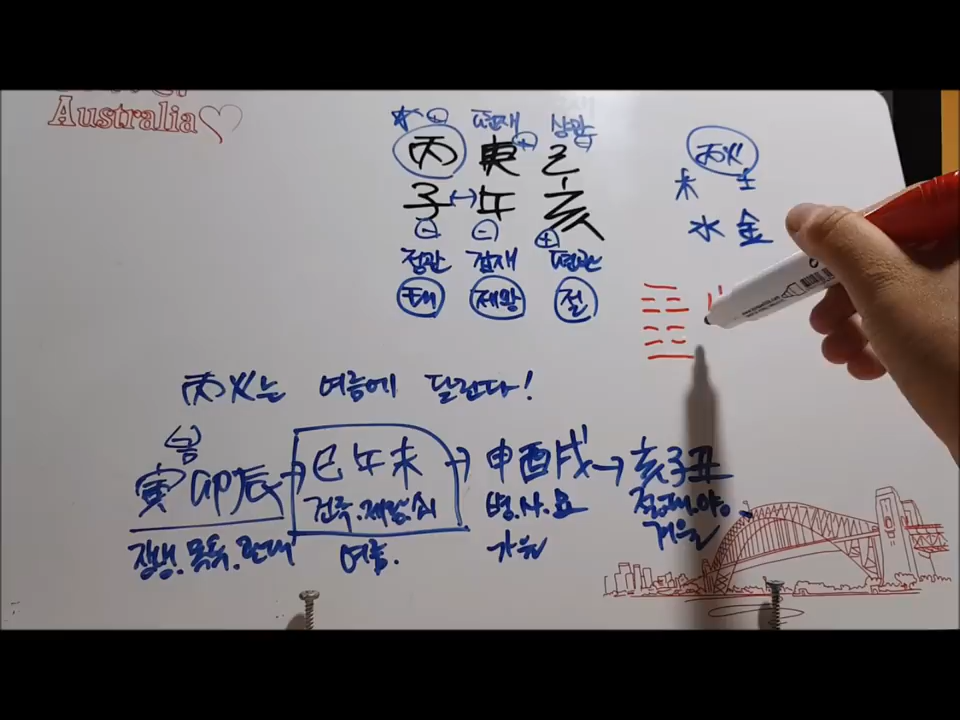 Australia
편재 상관
丙 庚 己
子 ↔ 午 亥
정관 겁재 편관
태 제왕 절
丙火
木 土
水 金
丙火는 여름에 달린다!
봄
寅卯辰 → 巳午未 → 申酉戌 → 亥子丑
장생.목욕.관대 건록.제왕.쇠 병.사.묘 절.태.양
여름. 가을 겨울